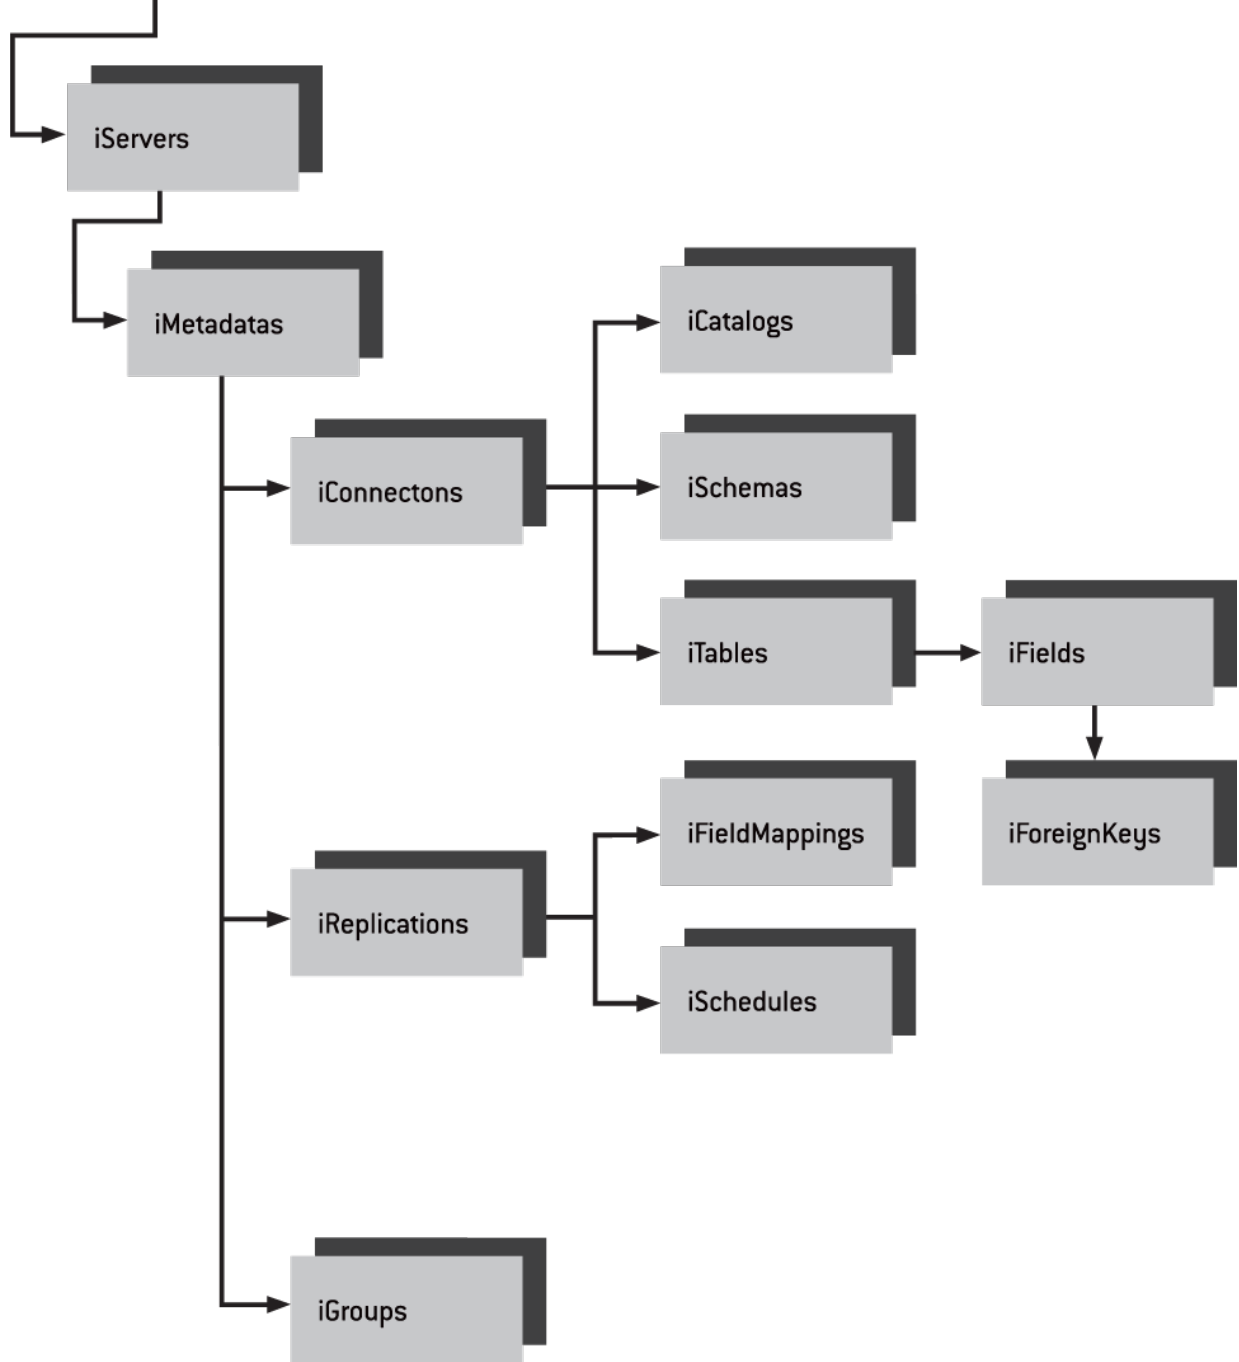 iServers
iMetadatas
iCatalogs
iConnectons
iSchemas
iTables
iFields
iFieldMappings
iForeignKeys
iReplications
iSchedules
iGroups